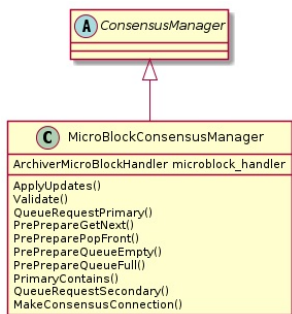 A ConsensusManager
C MicroBlockConsensusManager
ArchiverMicroBlockHandler microblock_handler
ApplyUpdates()
Validate()
QueueRequestPrimary()
PrePrepareGetNext()
PrePreparePopFront()
PrePrepareQueueEmpty()
PrePrepareQueueFull()
PrimaryContains()
QueueRequestSecondary()
MakeConsensusConnection()